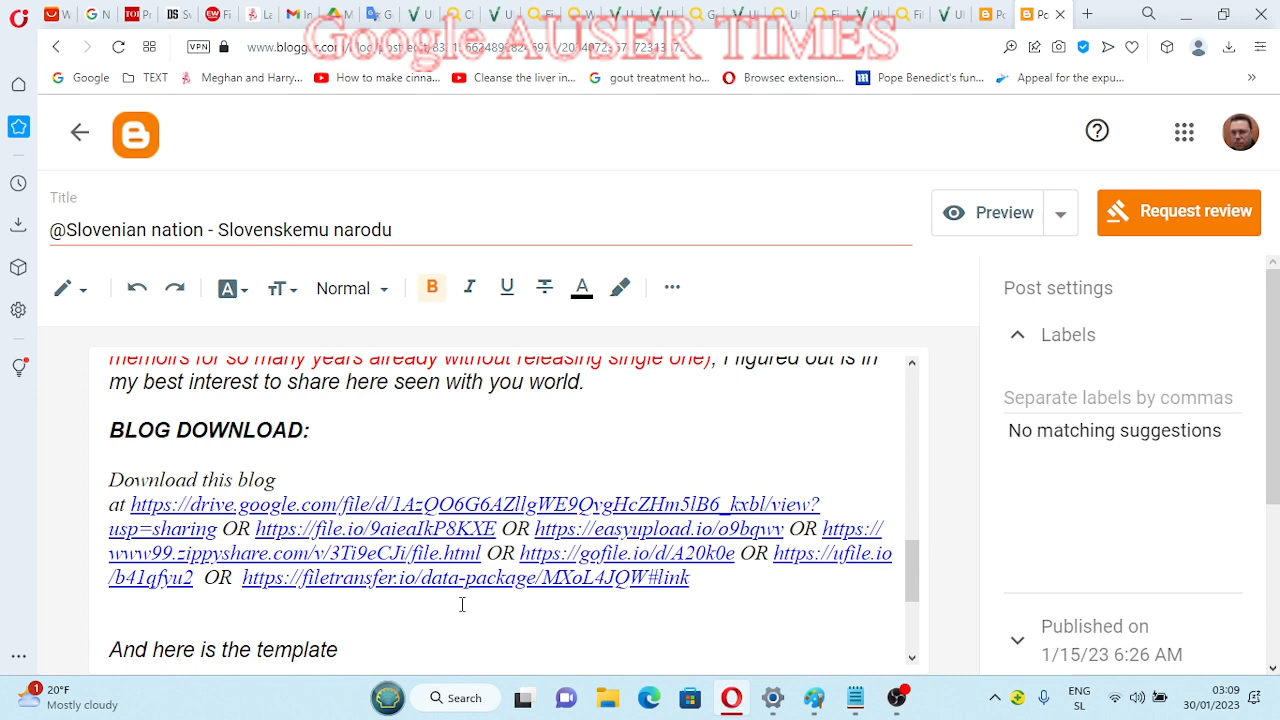 Google AUSER TIMES
VPN
Google
TEXT
Meghan and Harry...
How to make cinna...
Cleanse the liver in...
gout treatment ho...
Browsec extension...
Pope Benedict's fun...
Appeal for the expu...
Title
@Slovenian nation - Slovenskemu narodu
Preview
Request review
Normal
B I U A
Post settings
Labels
Separate labels by commas
No matching suggestions
Published on
1/15/23 6:26 AM
memoirs for so many years already without releasing single one), I figured out is in
my best interest to share here seen with you world.
BLOG DOWNLOAD:
Download this blog
at https://drive.google.com/file/d/1AzQO6G6AZllgWE9QvgHcZHm5lB6_kxbl/view?
usp=sharing OR https://file.io/9aieaIkP8KXE OR https://easyupload.io/o9bqwv OR https://
www99.zippyshare.com/v/3Ti9eCJi/file.html OR https://gofile.io/d/A20k0e OR https://ufile.io
/b41qfyu2 OR https://filetransfer.io/data-package/MXoL4JQW#link
And here is the template
1
20°F
Mostly cloudy
Search
ENG
SL
03:09
30/01/2023